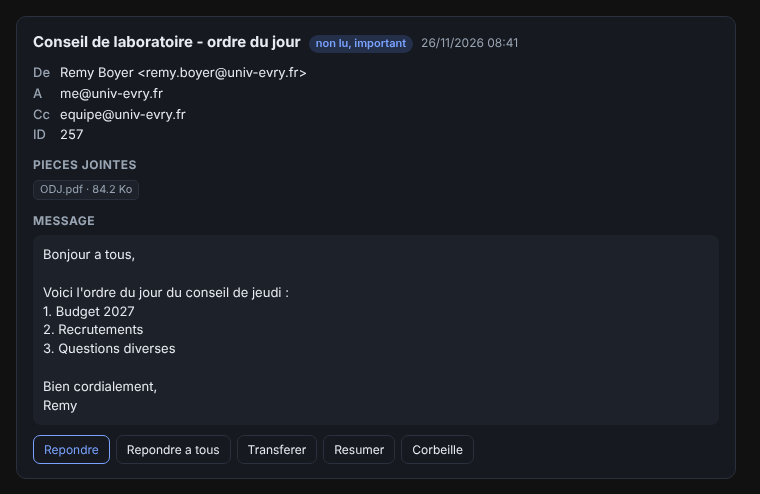 Conseil de laboratoire - ordre du jour non lu, important 26/11/2026 08:41
De Remy Boyer <remy.boyer@univ-evry.fr>
A me@univ-evry.fr
Cc equipe@univ-evry.fr
ID 257
PIECES JOINTES
ODJ.pdf · 84.2 Ko
MESSAGE
Bonjour a tous,
Voici l'ordre du jour du conseil de jeudi :
1. Budget 2027
2. Recrutements
3. Questions diverses
Bien cordialement,
Remy
Repondre Repondre a tous Transferer Resumer Corbeille